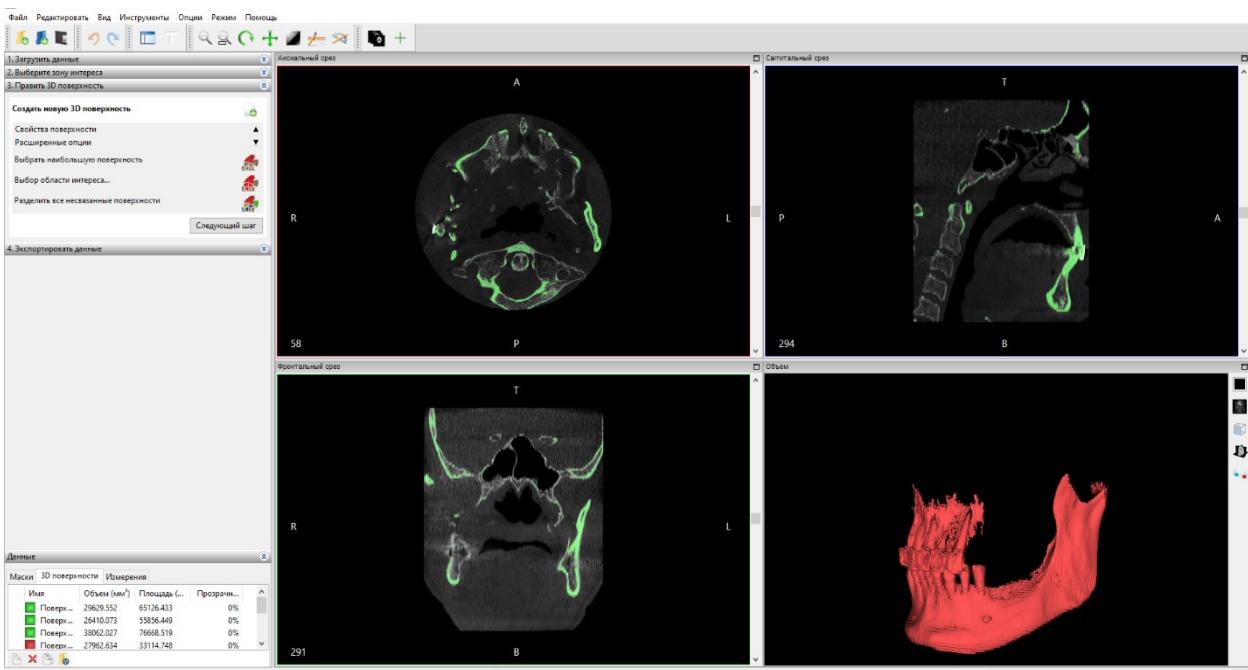 Файл Редактировать Вид Инструменты Опции Режим Помощь
1. Загрузить данные
2. Выберите зону интереса
3. Править 3D поверхность
Создать новую 3D поверхность
Свойства поверхности
Расширенные опции
Выбрать наибольшую поверхность
Выбор области интереса...
Разделить все несвязанные поверхности
Следующий шаг
4. Экспортировать данные
Данные
Маски 3D поверхности Измерения
Имя Объем (мм³) Площадь (... Прозрачн...
Поверх... 29629.552 65126.433 0%
Поверх... 26410.073 55856.449 0%
Поверх... 38062.027 76668.519 0%
Поверх... 27962.634 33114.748 0%
Аксиальный срез
A
R
L
58
P
Сагитальный срез
T
P
A
294
B
Фронтальный срез
T
R
L
291
B
Объем